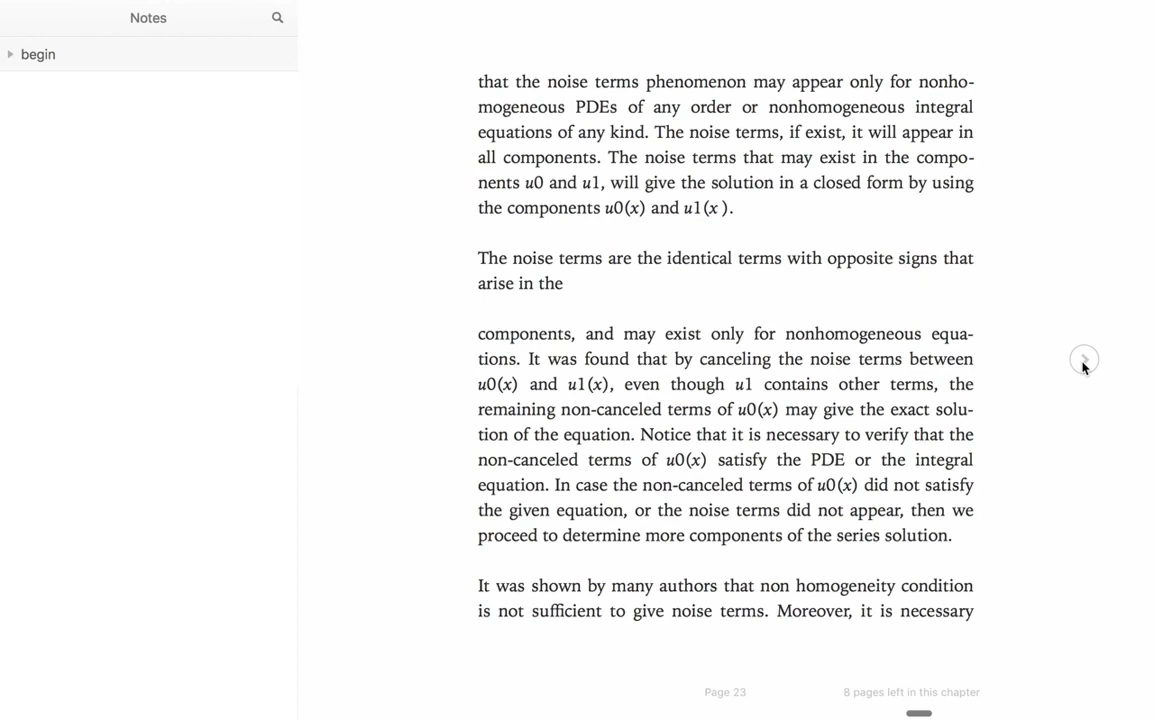 Notes
begin
that the noise terms phenomenon may appear only for nonho-
mogeneous PDEs of any order or nonhomogeneous integral
equations of any kind. The noise terms, if exist, it will appear in
all components. The noise terms that may exist in the compo-
nents u0 and u1, will give the solution in a closed form by using
the components u0(x) and u1(x ).
The noise terms are the identical terms with opposite signs that
arise in the
components, and may exist only for nonhomogeneous equa-
tions. It was found that by canceling the noise terms between
u0(x) and u1(x), even though u1 contains other terms, the
remaining non-canceled terms of u0(x) may give the exact solu-
tion of the equation. Notice that it is necessary to verify that the
non-canceled terms of u0(x) satisfy the PDE or the integral
equation. In case the non-canceled terms of u0(x) did not satisfy
the given equation, or the noise terms did not appear, then we
proceed to determine more components of the series solution.
It was shown by many authors that non homogeneity condition
is not sufficient to give noise terms. Moreover, it is necessary
Page 23
8 pages left in this chapter